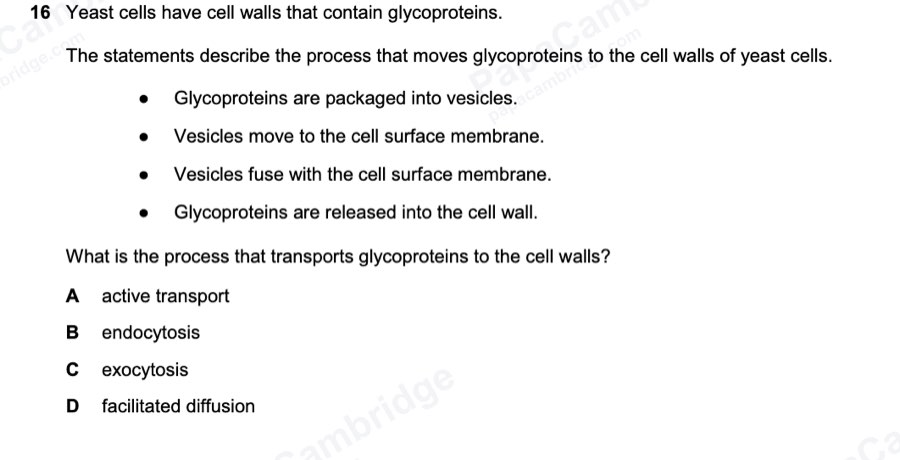 16 Yeast cells have cell walls that contain glycoproteins.
The statements describe the process that moves glycoproteins to the cell walls of yeast cells.
• Glycoproteins are packaged into vesicles.
• Vesicles move to the cell surface membrane.
• Vesicles fuse with the cell surface membrane.
• Glycoproteins are released into the cell wall.
What is the process that transports glycoproteins to the cell walls?
A active transport
B endocytosis
C exocytosis
D facilitated diffusion